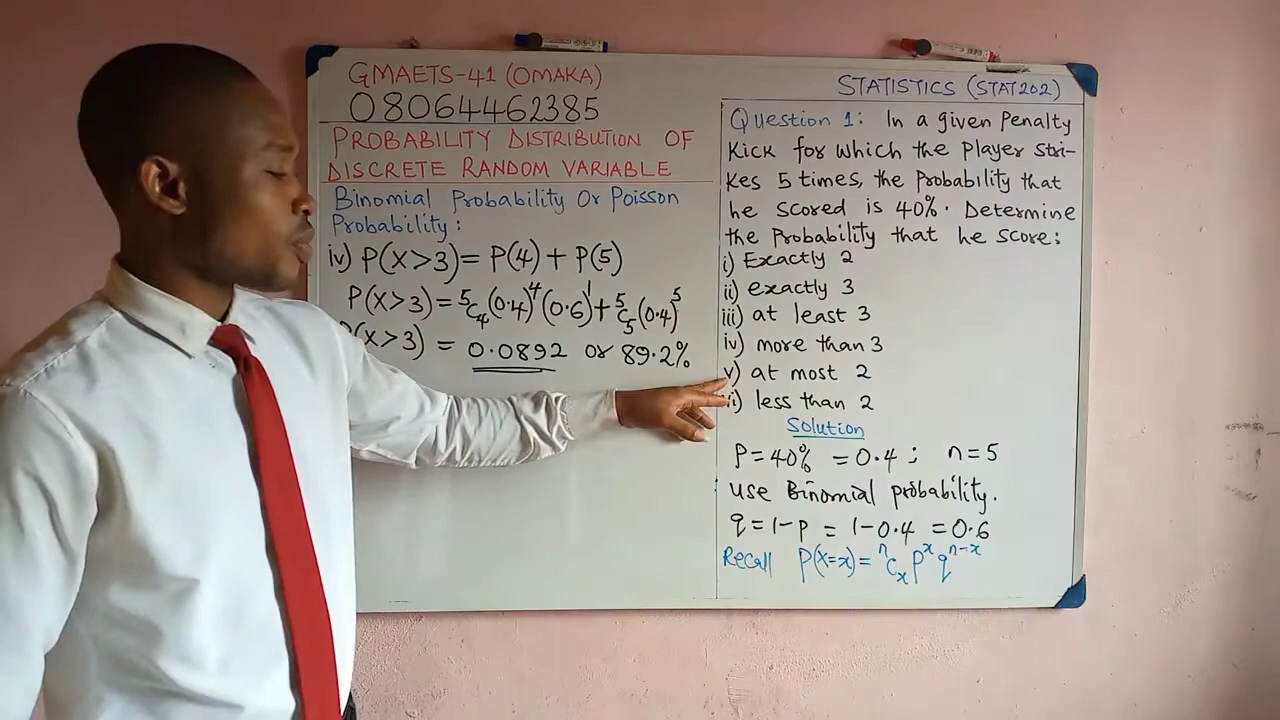 GMAETS-41 (OMAKA)
08064462385
PROBABILITY DISTRIBUTION OF
DISCRETE RANDOM VARIABLE
Binomial Probability Or Poisson
Probability:
iv) P(X>3) = P(4) + P(5)
P(X>3) = ⁵C₄(0.4)⁴(0.6)¹ + ⁵C₅(0.4)⁵
(X>3) = 0.0892 or 89.2%
STATISTICS (STAT202)
Question 1: In a given Penalty
Kick for which the Player Stri-
Kes 5 times, the Probability that
he scored is 40%. Determine
the Probability that he score:
i) Exactly 2
ii) exactly 3
iii) at least 3
iv) more than 3
v) at most 2
i) less than 2
Solution
P = 40% = 0.4; n = 5
use Binomial probability.
q = 1-p = 1-0.4 = 0.6
Recall P(X=x) = ⁿCₓ pˣ qⁿ⁻ˣ